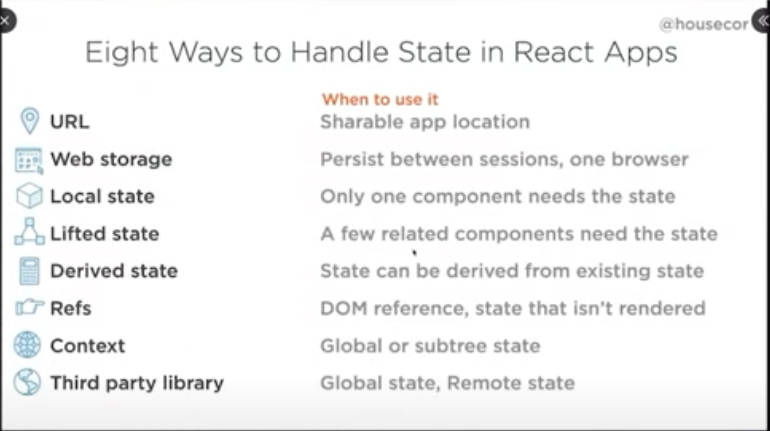 @housecor
Eight Ways to Handle State in React Apps
When to use it
URL Sharable app location
Web storage Persist between sessions, one browser
Local state Only one component needs the state
Lifted state A few related components need the state
Derived state State can be derived from existing state
Refs DOM reference, state that isn't rendered
Context Global or subtree state
Third party library Global state, Remote state